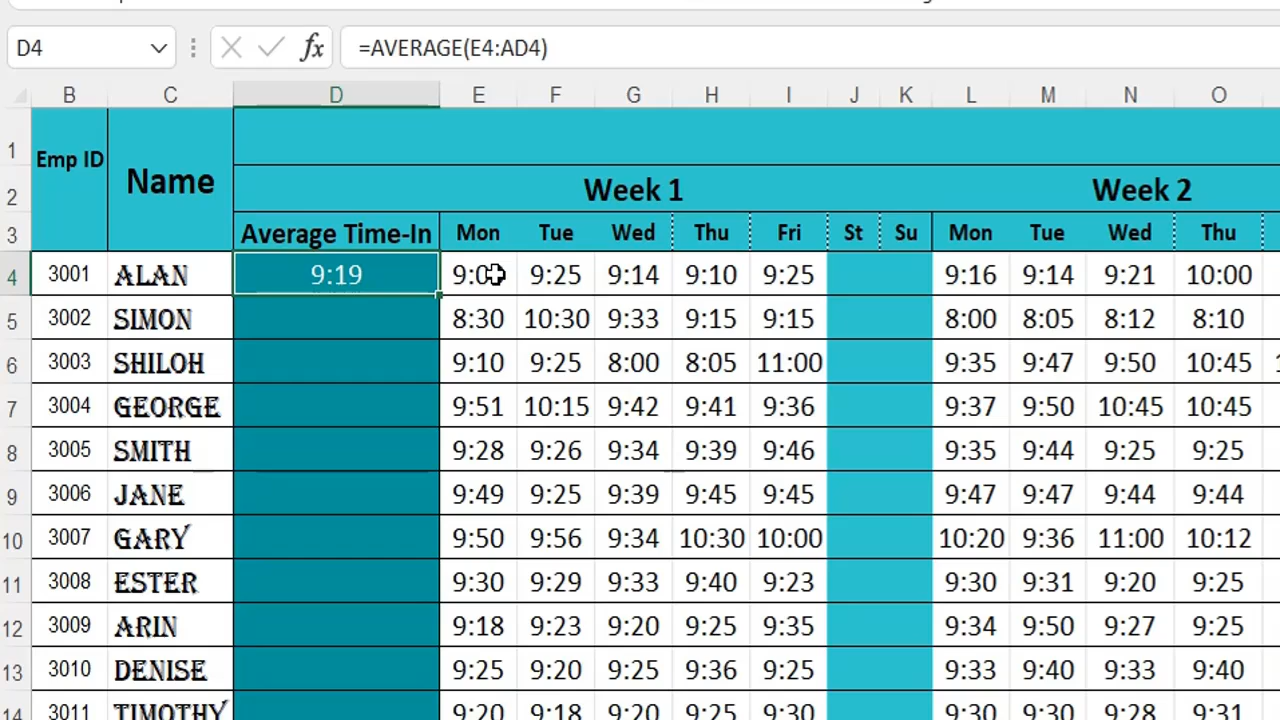 D4 fx =AVERAGE(E4:AD4)
B C D E F G H I J K L M N O
1 Emp ID Name
2 Week 1 Week 2
3 Average Time-In Mon Tue Wed Thu Fri St Su Mon Tue Wed Thu
4 3001 ALAN 9:19 9:25 9:14 9:10 9:25 9:16 9:14 9:21 10:00
5 3002 SIMON 8:30 10:30 9:33 9:15 9:15 8:00 8:05 8:12 8:10
6 3003 SHILOH 9:10 9:25 8:00 8:05 11:00 9:35 9:47 9:50 10:45
7 3004 GEORGE 9:51 10:15 9:42 9:41 9:36 9:37 9:50 10:45 10:45
8 3005 SMITH 9:28 9:26 9:34 9:39 9:46 9:35 9:44 9:25 9:25
9 3006 JANE 9:49 9:25 9:39 9:45 9:45 9:47 9:47 9:44 9:44
10 3007 GARY 9:50 9:56 9:34 10:30 10:00 10:20 9:36 11:00 10:12
11 3008 ESTER 9:30 9:29 9:33 9:40 9:23 9:30 9:31 9:20 9:25
12 3009 ARIN 9:18 9:23 9:20 9:25 9:35 9:34 9:50 9:27 9:25
13 3010 DENISE 9:25 9:20 9:25 9:36 9:25 9:33 9:40 9:33 9:40
14 3011 TIMOTHY 9:20 9:18 9:20 9:25 9:30 9:30 9:30 9:28 9:31